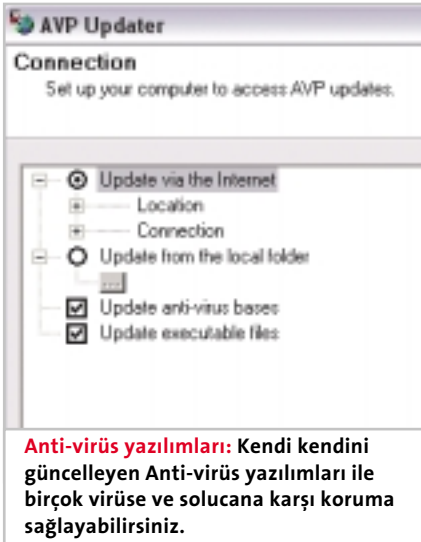 AVP Updater
Connection
Set up your computer to access AVP updates.
Update via the Internet
Location
Connection
Update from the local folder
...
Update anti-virus bases
Update executable files
Anti-virüs yazılımları: Kendi kendini
güncelleyen Anti-virüs yazılımları ile
birçok virüse ve solucana karşı koruma
sağlayabilirsiniz.